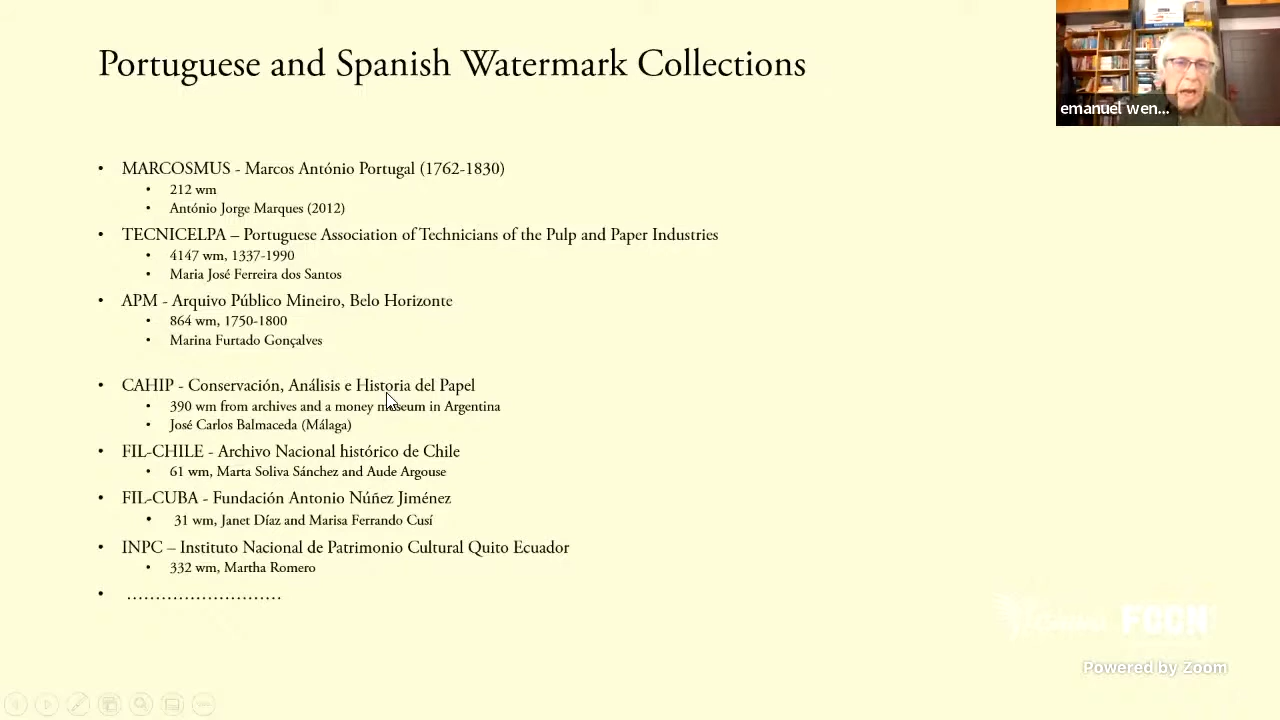 Portuguese and Spanish Watermark Collections
emanuel wen...
• MARCOSMUS - Marcos António Portugal (1762-1830)
• 212 wm
• António Jorge Marques (2012)
• TECNICELPA – Portuguese Association of Technicians of the Pulp and Paper Industries
• 4147 wm, 1337-1990
• Maria José Ferreira dos Santos
• APM - Arquivo Público Mineiro, Belo Horizonte
• 864 wm, 1750-1800
• Marina Furtado Gonçalves
• CAHIP - Conservación, Análisis e Historia del Papel
• 390 wm from archives and a money museum in Argentina
• José Carlos Balmaceda (Málaga)
• FIL-CHILE - Archivo Nacional histórico de Chile
• 61 wm, Marta Soliva Sánchez and Aude Argouse
• FIL-CUBA - Fundación Antonio Núñez Jiménez
• 31 wm, Janet Díaz and Marisa Ferrando Cusí
• INPC – Instituto Nacional de Patrimonio Cultural Quito Ecuador
• 332 wm, Martha Romero
• ...........................
FCCN
Powered by Zoom